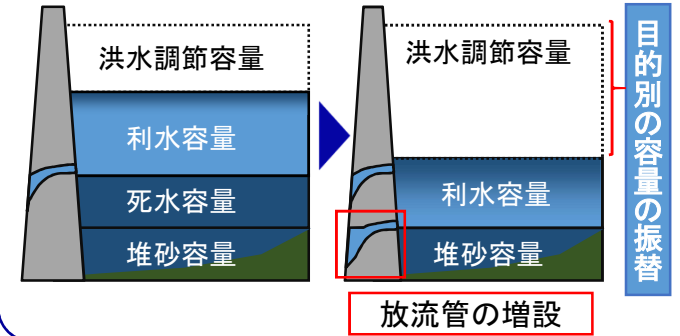 洪水調節容量
利水容量
死水容量
堆砂容量
洪水調節容量
利水容量
堆砂容量
放流管の増設
目的別の容量の振替